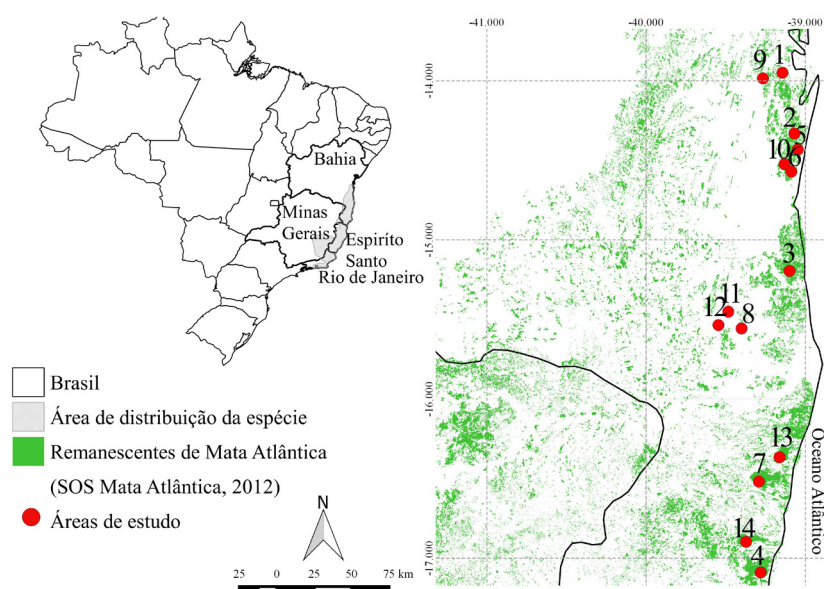 Bahia
Minas
Gerais
Espiríto
Santo
Rio de Janeiro
Brasil
Área de distribuição da espécie
Remanescentes de Mata Atlântica
(SOS Mata Atlântica, 2012)
Áreas de estudo
N
25 0 25 50 75 km
-41.000 -40.000 -39.000
-14.000
-15.000
-16.000
-17.000
9 1
2
5
10
6
3
11
12 8
13
7
14
4
Oceano Atlântico